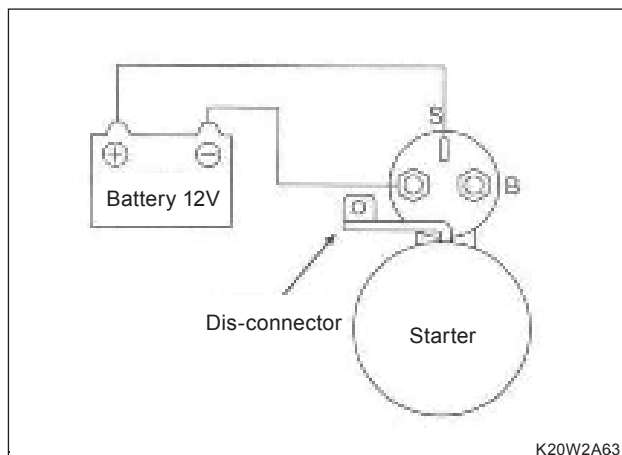 S
⊕ ⊖
B
Battery 12V
Dis-connector
Starter
K20W2A63